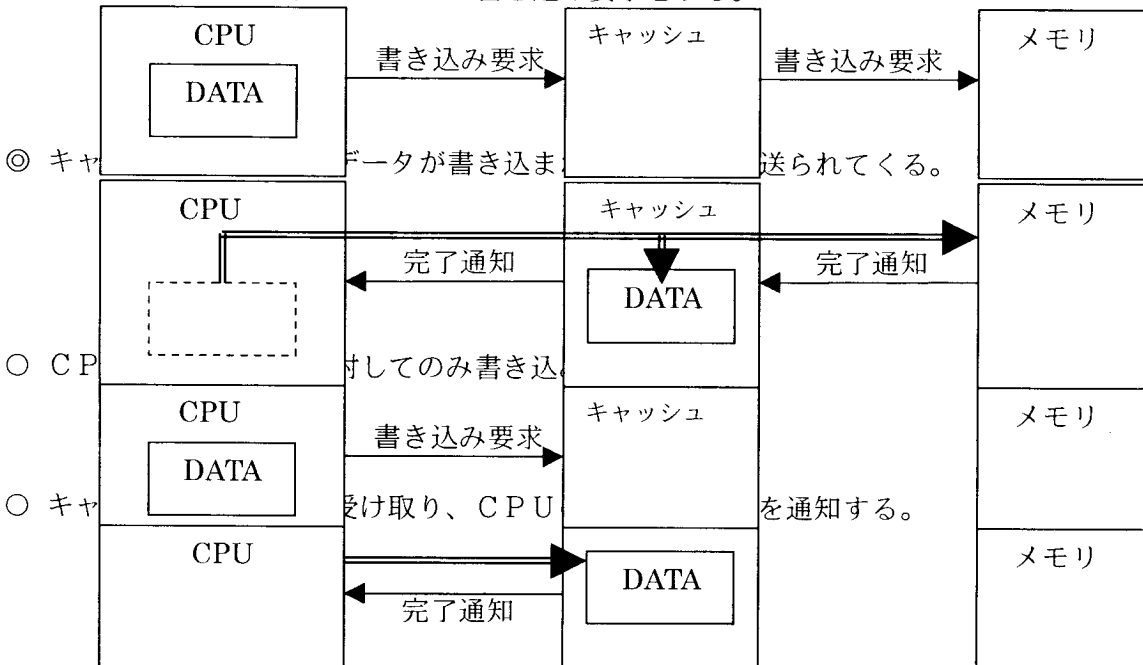 CPU キャッシュ メモリ
書き込み要求 書き込み要求
DATA
◎ キャ データが書き込ま 送られてくる。
CPU キャッシュ メモリ
完了通知 完了通知
DATA
○ ＣＰ 対してのみ書き込
CPU キャッシュ メモリ
書き込み要求
DATA
○ キャ 受け取り、ＣＰＵ を通知する。
CPU メモリ
DATA
完了通知